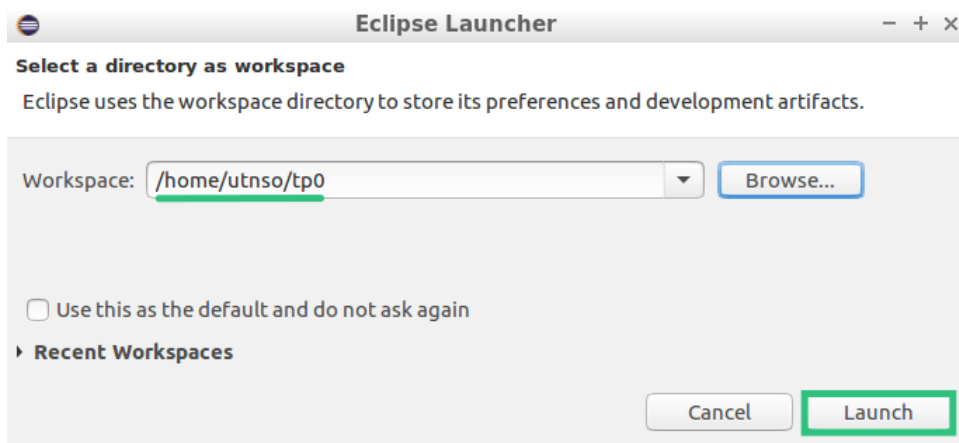 Eclipse Launcher
Select a directory as workspace
Eclipse uses the workspace directory to store its preferences and development artifacts.
Workspace: /home/utnso/tp0 Browse...
Use this as the default and do not ask again
Recent Workspaces
Cancel Launch